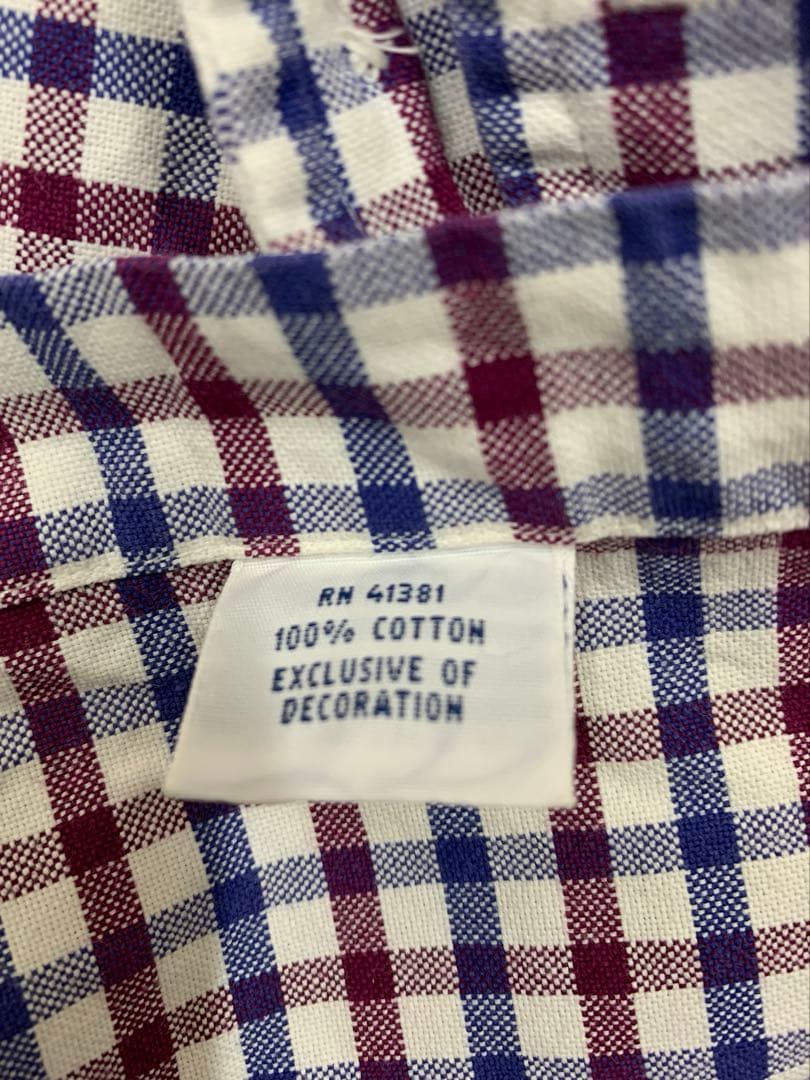 RN 41381
100% COTTON
EXCLUSIVE OF
DECORATION